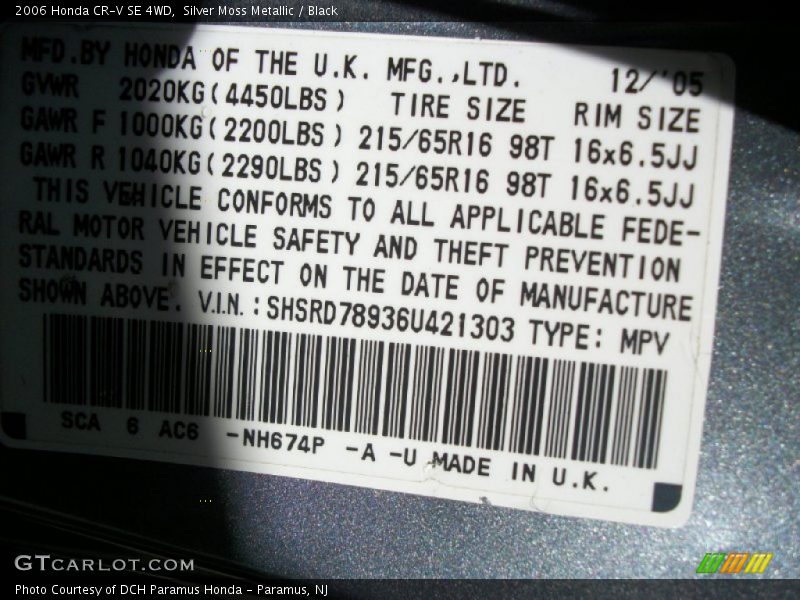 2006 Honda CR-V SE 4WD,  Silver Moss Metallic / Black
MFD.BY HONDA OF THE U.K. MFG.,LTD. 12/'05
GVWR 2020KG(4450LBS) TIRE SIZE RIM SIZE
GAWR F 1000KG(2200LBS) 215/65R16 98T 16x6.5JJ
GAWR R 1040KG(2290LBS) 215/65R16 98T 16x6.5JJ
THIS VEHICLE CONFORMS TO ALL APPLICABLE FEDE-
RAL MOTOR VEHICLE SAFETY AND THEFT PREVENTION
STANDARDS IN EFFECT ON THE DATE OF MANUFACTURE
SHOWN ABOVE. V.I.N.:SHSRD78936U421303 TYPE: MPV
SCA 6 AC6 -NH674P -A -U MADE IN U.K.
GTCARLOT.COM
Photo Courtesy of DCH Paramus Honda - Paramus, NJ